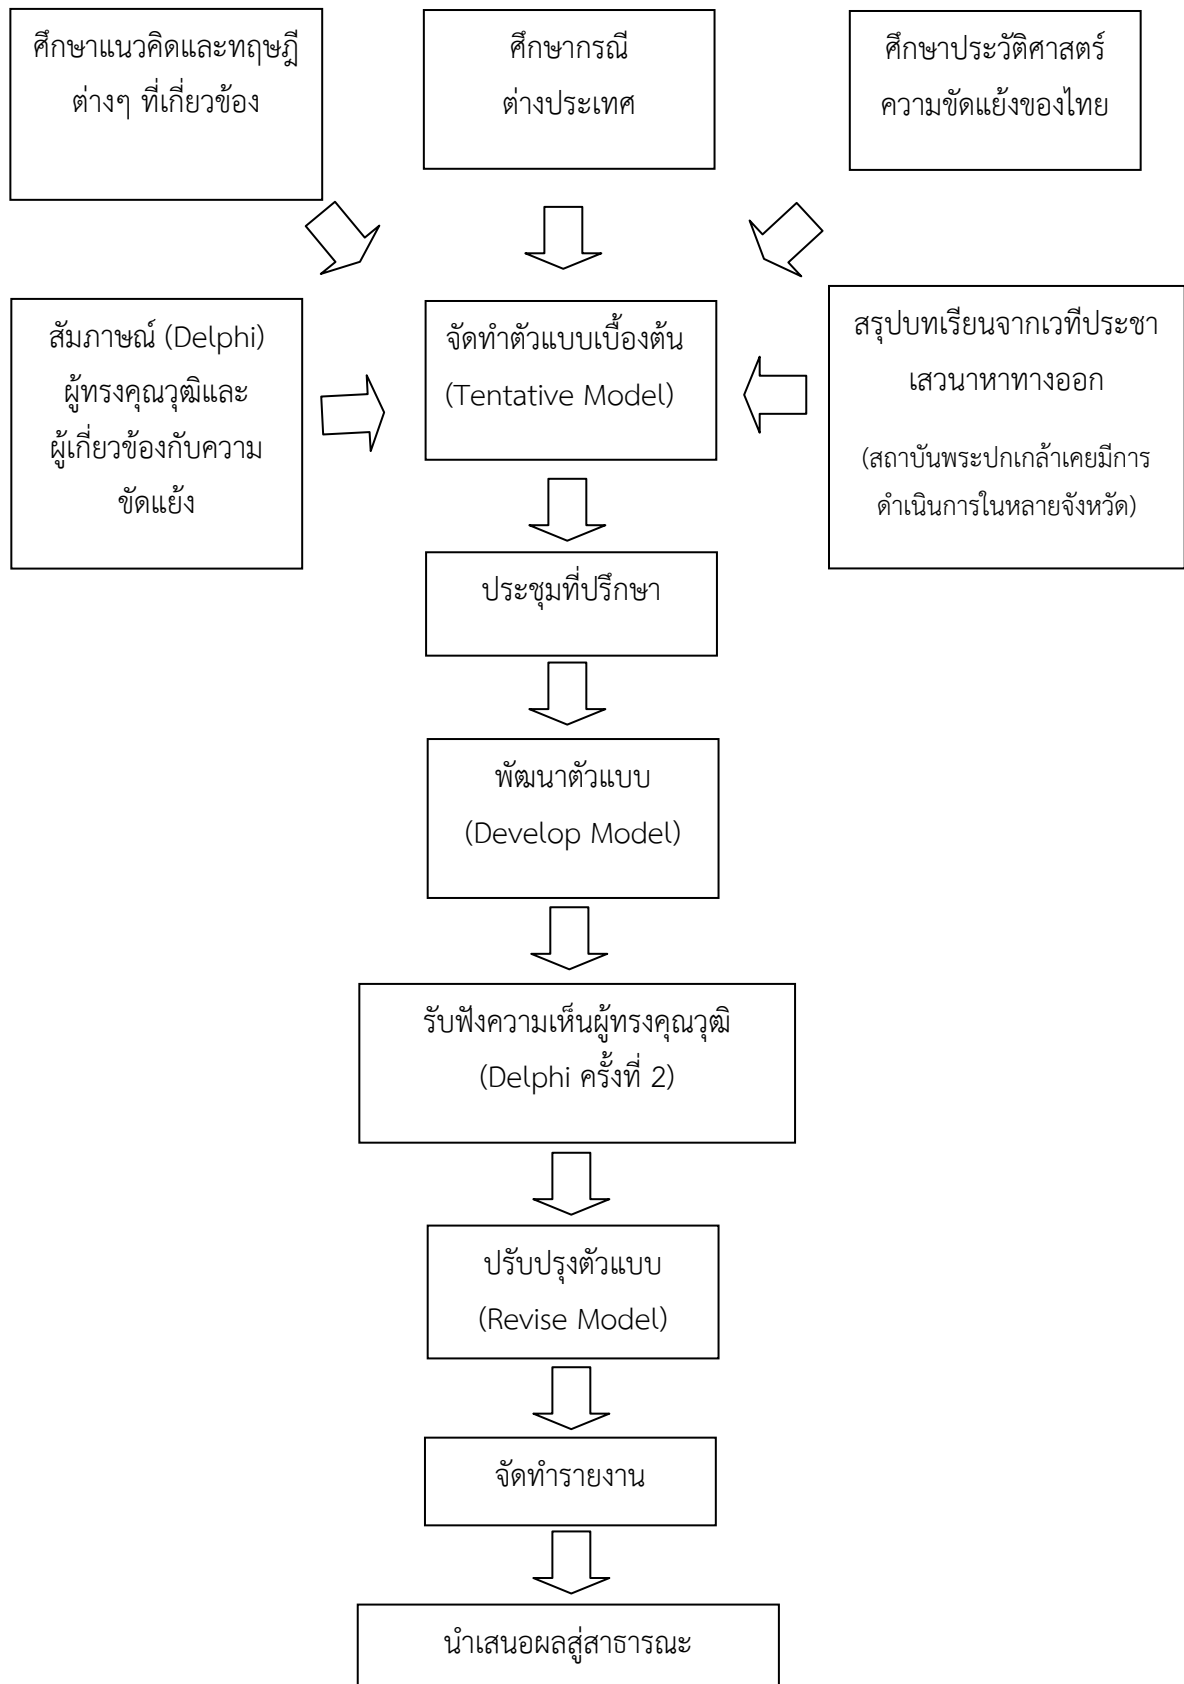 ศึกษาแนวคิดและทฤษฎี
ต่างๆ ที่เกี่ยวข้อง
ศึกษากรณี
ต่างประเทศ
ศึกษาประวัติศาสตร์
ความขัดแย้งของไทย
สัมภาษณ์ (Delphi)
ผู้ทรงคุณวุฒิและ
ผู้เกี่ยวข้องกับความ
ขัดแย้ง
จัดทำตัวแบบเบื้องต้น
(Tentative Model)
สรุปบทเรียนจากเวทีประชา
เสวนาหาทางออก
(สถาบันพระปกเกล้าเคยมีการ
ดำเนินการในหลายจังหวัด)
ประชุมที่ปรึกษา
พัฒนาตัวแบบ
(Develop Model)
รับฟังความเห็นผู้ทรงคุณวุฒิ
(Delphi ครั้งที่ 2)
ปรับปรุงตัวแบบ
(Revise Model)
จัดทำรายงาน
นำเสนอผลสู่สาธารณะ